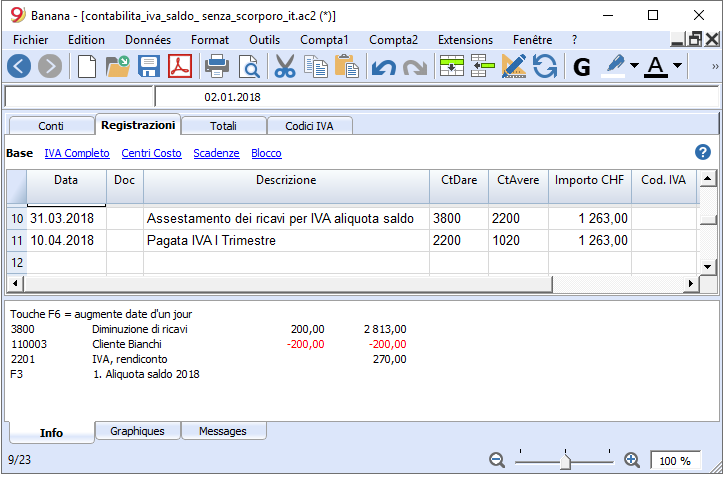 Banana - [contabilita_iva_saldo_ senza_scorporo_it.ac2 (*)]
Fichier Edition Données Format Outils Compta1 Compta2 Extensions Fenêtre ?
G A »
02.01.2018
Conti Registrazioni Totali Codici IVA
Base IVA Completo Centri Costo Scadenze Blocco ?
Data Doc Descrizione CtDare CtAvere Importo CHF Cod. IVA
10 31.03.2018 Assestamento dei ricavi per IVA aliquota saldo 3800 2200 1 263,00
11 10.04.2018 Pagata IVA I Trimestre 2200 1020 1 263,00
12
Touche F6 = augmente date d'un jour
3800 Diminuzione di ricavi 200,00 2 813,00
110003 Cliente Bianchi -200,00 -200,00
2201 IVA, rendiconto 270,00
F3 1. Aliquota saldo 2018
Info Graphiques Messages
9/23 100 %